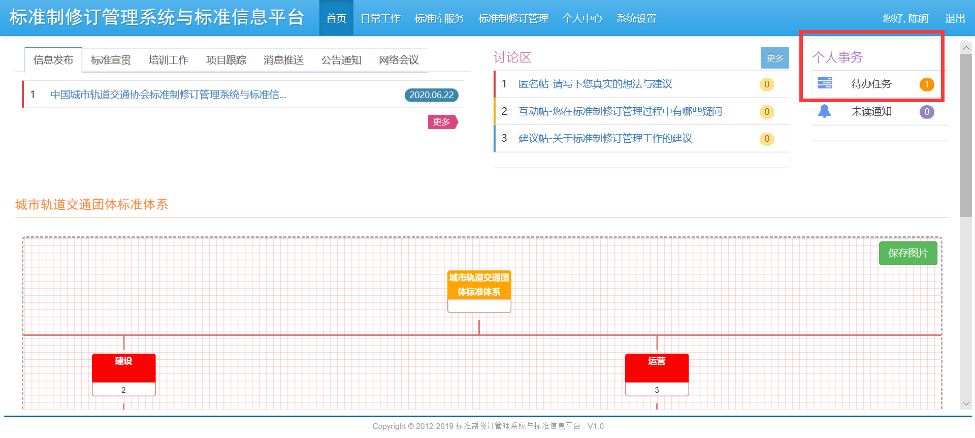 标准制修订管理系统与标准信息平台 首页 日常工作 标准库服务 标准制修订管理 个人中心 系统设置 您好, 陈舸 退出
信息发布 标准宣贯 培训工作 项目跟踪 消息推送 公告通知 网络会议
1 中国城市轨道交通协会标准制修订管理系统与标准信... 2020.06.22
更多
讨论区 更多
1 匿名帖-请写下您真实的想法与建议 0
2 互动帖-您在标准制修订管理过程中有哪些疑问 0
3 建议帖-关于标准制修订管理工作的建议 0
个人事务
待办任务 1
未读通知 0
城市轨道交通团体标准体系
保存图片
城市轨道交通团
体标准体系
建设
2
运营
3
Copyright © 2012-2019 标准制修订管理系统与标准信息平台 - V1.0